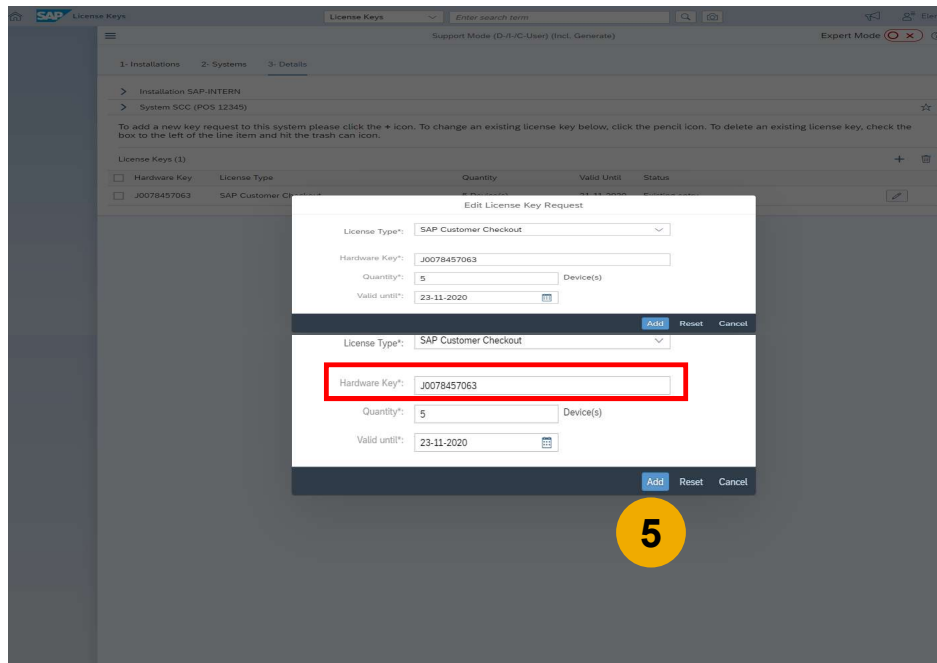 SAP License Keys License Keys Enter search term
Support Mode (D-/I-/C-User) (Incl. Generate) Expert Mode
1- Installations 2- Systems 3- Details
Installation SAP-INTERN
System SCC (POS 12345)
To add a new key request to this system please click the + icon. To change an existing license key below, click the pencil icon. To delete an existing license key, check the
box to the left of the line item and hit the trash can icon.
License Keys (1)
Hardware Key License Type Quantity Valid Until Status
J0078457063 SAP Customer
Edit License Key Request
License Type*: SAP Customer Checkout
Hardware Key*: J0078457063
Quantity*: 5 Device(s)
Valid until*: 23-11-2020
Add Reset Cancel
License Type*: SAP Customer Checkout
Hardware Key*: J0078457063
Quantity*: 5 Device(s)
Valid until*: 23-11-2020
Add Reset Cancel
5